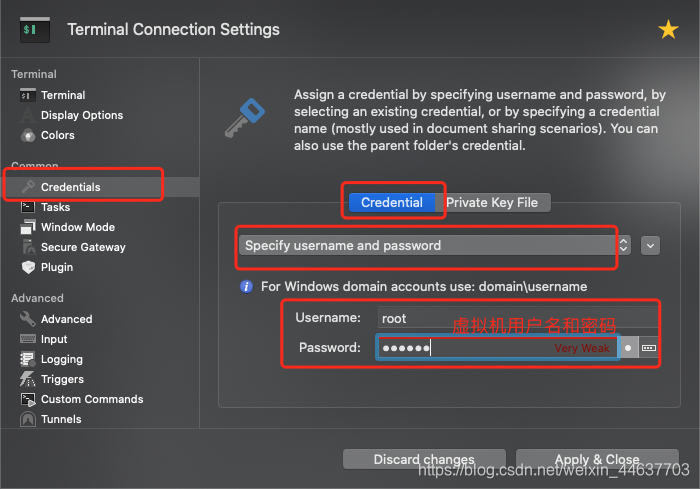 Terminal Connection Settings
Terminal
Terminal
Display Options
Colors
Common
Credentials
Tasks
Window Mode
Secure Gateway
Plugin
Advanced
Advanced
Input
Logging
Triggers
Custom Commands
Tunnels
Assign a credential by specifying username and password, by
selecting an existing credential, or by specifying a credential
name (mostly used in document sharing scenarios). You can
also use the parent folder's credential.
Credential
Private Key File
Specify username and password
For Windows domain accounts use: domain\username
Username: root
虚拟机用户名和密码
Password: ●●●●●● Very Weak
Discard changes
Apply & Close
https://blog.csdn.net/weixin_44637703